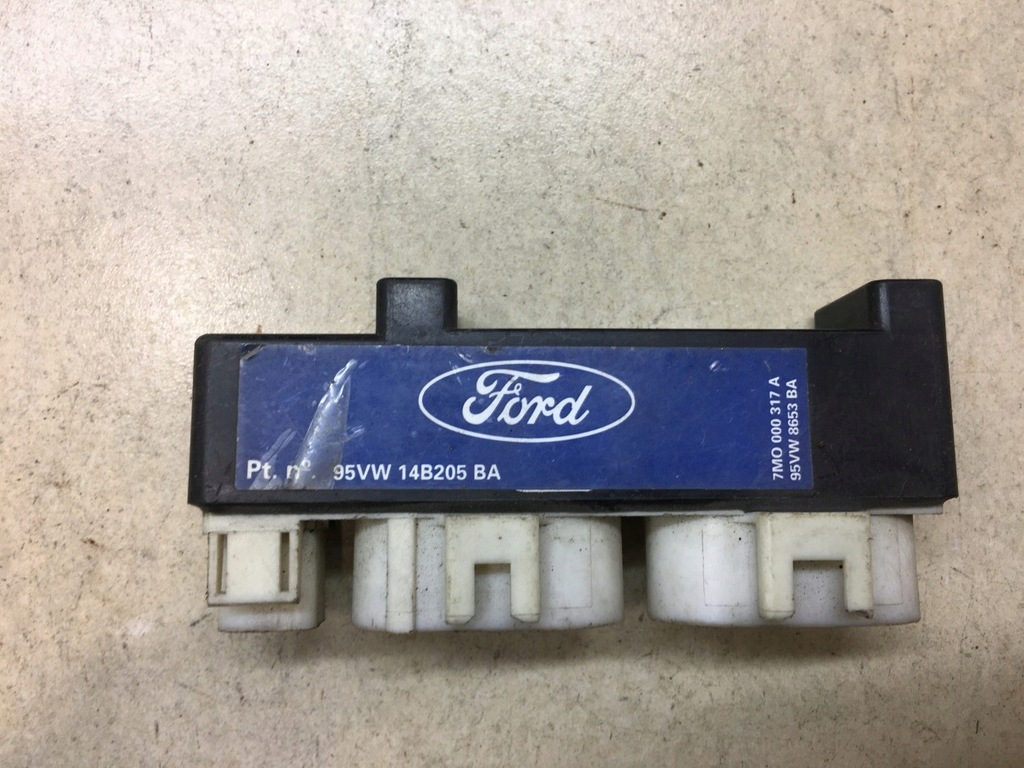 Ford
Pt. n°. 95VW 14B205 BA
7M0 000 317 A
95VW 8653 BA